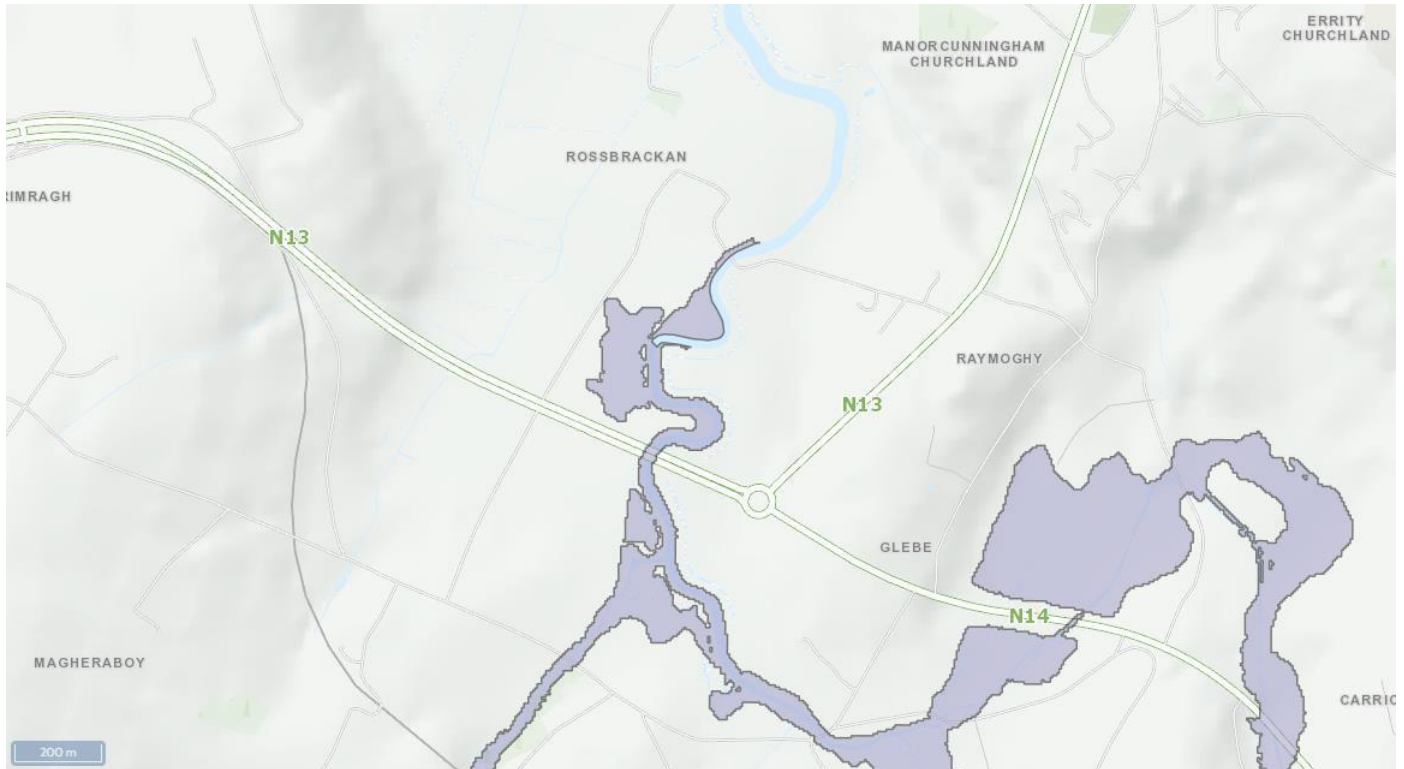 ERRITY
CHURCHLAND
MANORCUNNINGHAM
CHURCHLAND
ROSSBRACKAN
RIMRAGH
N13
RAYMOGHY
N13
GLEBE
N14
MAGHERABOY
CARRIC
200 m